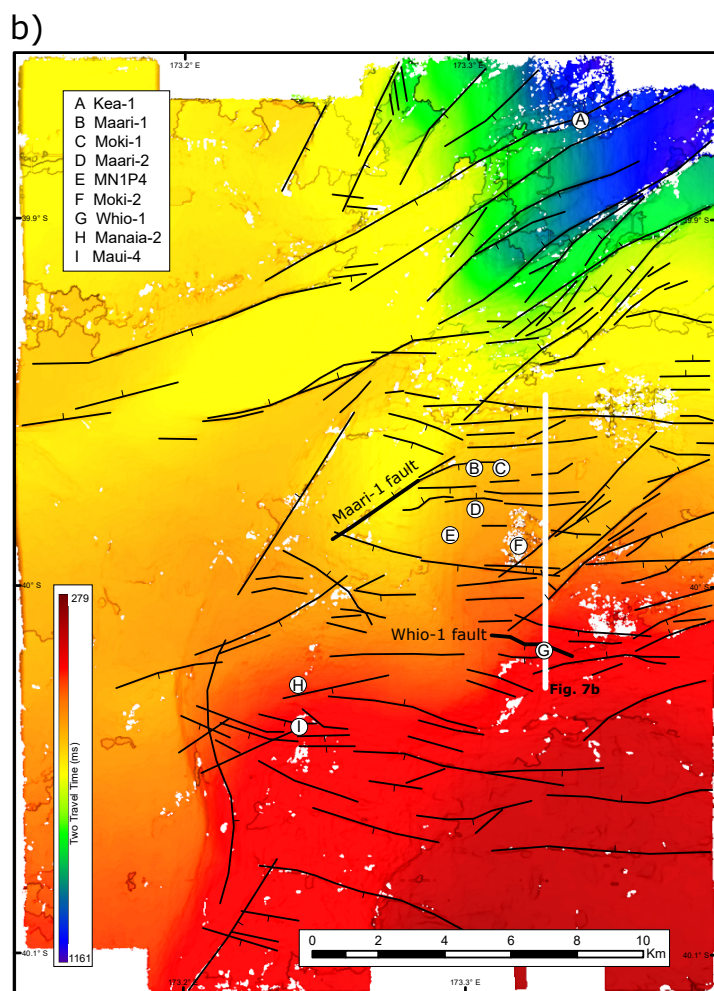 b)
173.2° E
173.3° E
A Kea-1
B Maari-1
C Moki-1
D Maari-2
E MN1P4
F Moki-2
G Whio-1
H Manaia-2
I Maui-4
A
39.9° S
39.9° S
B
C
Maari-1 fault
D
E
F
40° S
40° S
279
Two Travel Time (ms)
1161
Whio-1 fault
G
H
Fig. 7b
I
0 2 4 6 8 10
Km
40.1° S
40.1° S
173.2° E
173.3° E